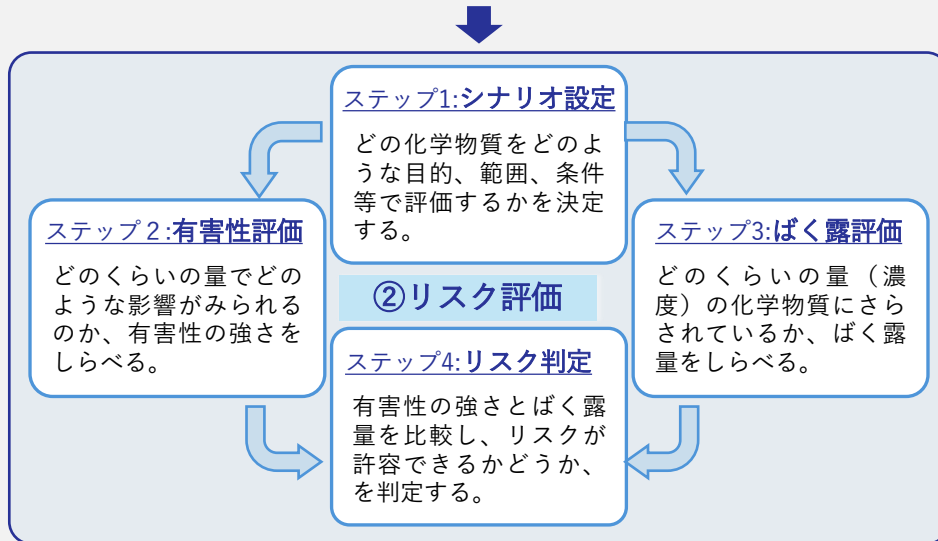 ステップ1:シナリオ設定
どの化学物質をどのよ
うな目的、範囲、条件
等で評価するかを決定
する。
ステップ２:有害性評価
どのくらいの量でどの
ような影響がみられる
のか、有害性の強さを
しらべる。
ステップ3:ばく露評価
どのくらいの量（濃
度）の化学物質にさら
されているか、ばく露
量をしらべる。
②リスク評価
ステップ4:リスク判定
有害性の強さとばく露
量を比較し、リスクが
許容できるかどうか、
を判定する。